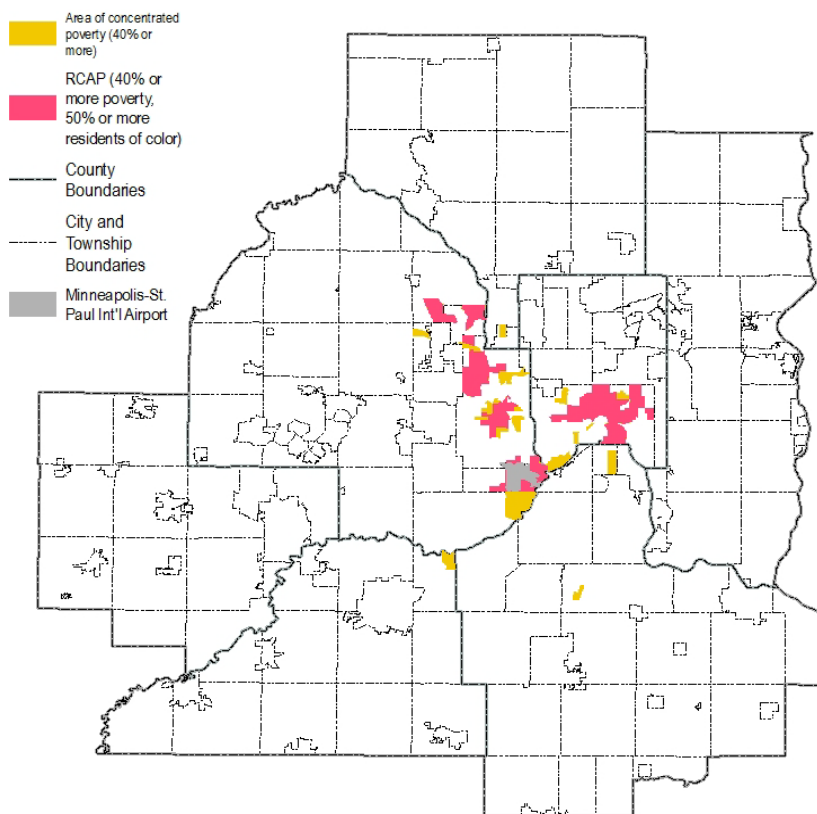 Area of concentrated
poverty (40% or
more)
RCAP (40% or
more poverty,
50% or more
residents of color)
County
Boundaries
City and
Township
Boundaries
Minneapolis-St.
Paul Int'l Airport